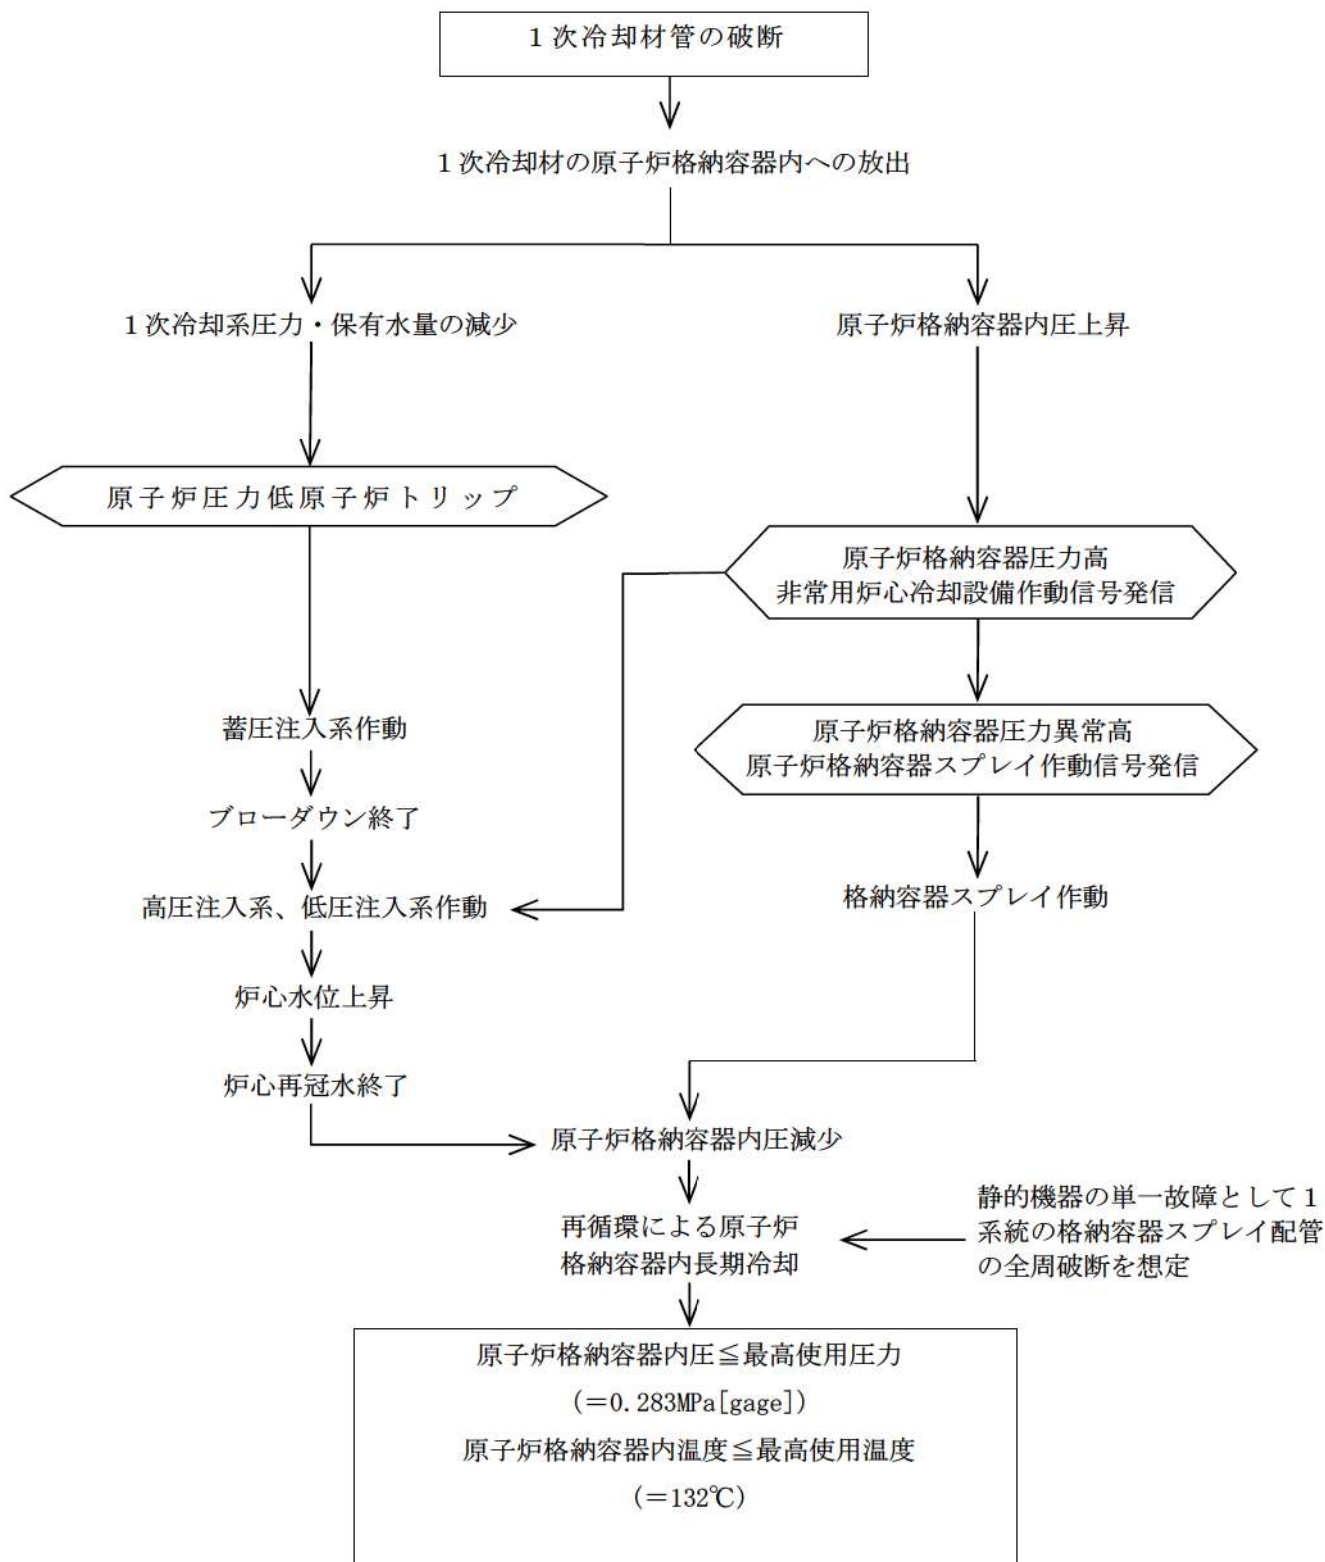 1次冷却材管の破断
1次冷却材の原子炉格納容器内への放出
1次冷却系圧力・保有水量の減少
原子炉格納容器内圧上昇
原子炉圧力低原子炉トリップ
原子炉格納容器圧力高
非常用炉心冷却設備作動信号発信
原子炉格納容器圧力異常高
原子炉格納容器スプレイ作動信号発信
蓄圧注入系作動
ブローダウン終了
高圧注入系、低圧注入系作動
格納容器スプレイ作動
炉心水位上昇
炉心再冠水終了
原子炉格納容器内圧減少
再循環による原子炉
格納容器内長期冷却
静的機器の単一故障として1
系統の格納容器スプレイ配管
の全周破断を想定
原子炉格納容器内圧≦最高使用圧力
(=0.283MPa[gage])
原子炉格納容器内温度≦最高使用温度
(=132℃)